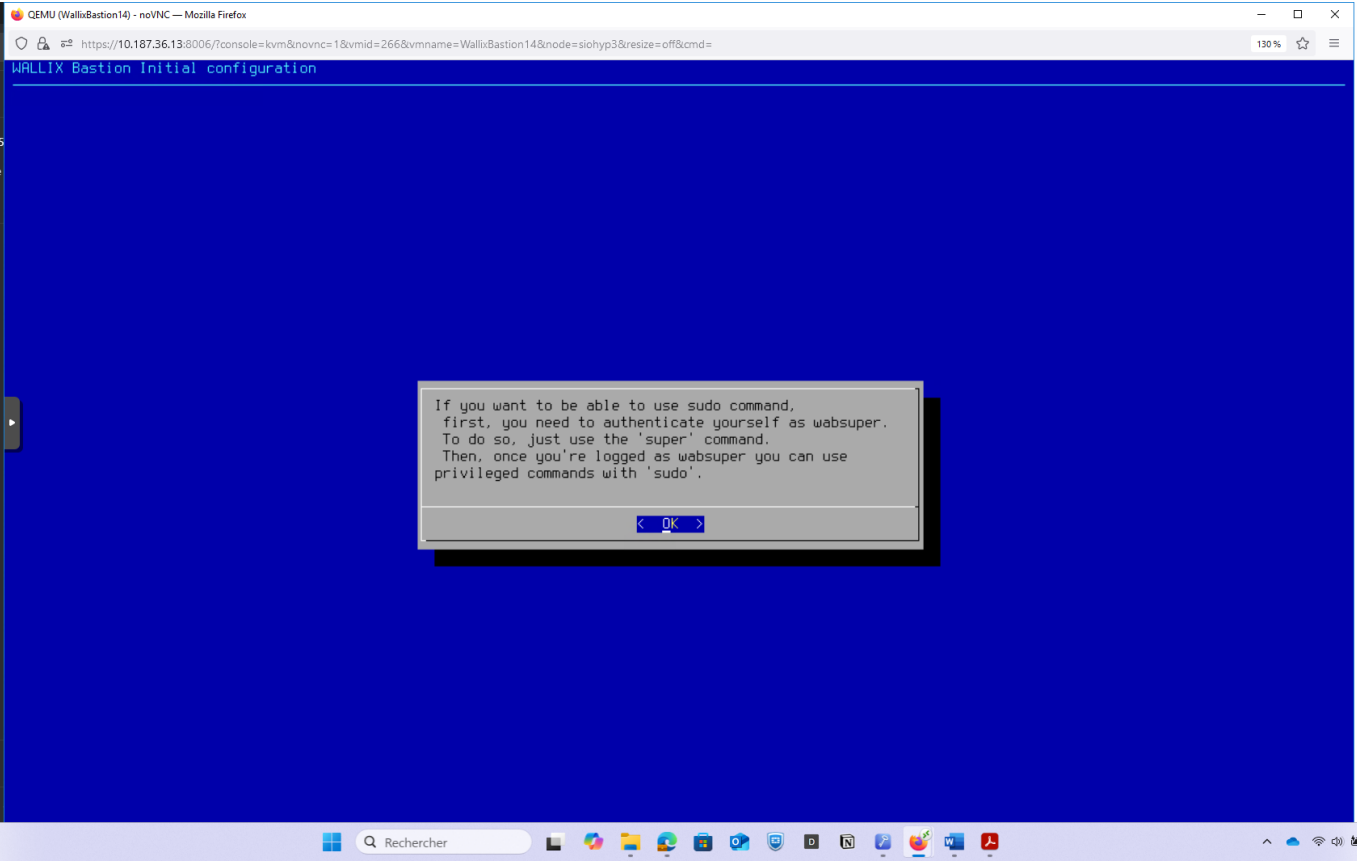 QEMU (WallixBastion14) - noVNC — Mozilla Firefox
https://10.187.36.13:8006/?console=kvm&novnc=1&vmid=266&vmname=WallixBastion14&node=siohyp3&resize=off&cmd=
130 %
WALLIX Bastion Initial configuration
If you want to be able to use sudo command,
first, you need to authenticate yourself as wabsuper.
To do so, just use the 'super' command.
Then, once you're logged as wabsuper you can use
privileged commands with 'sudo'.
< OK >
Rechercher